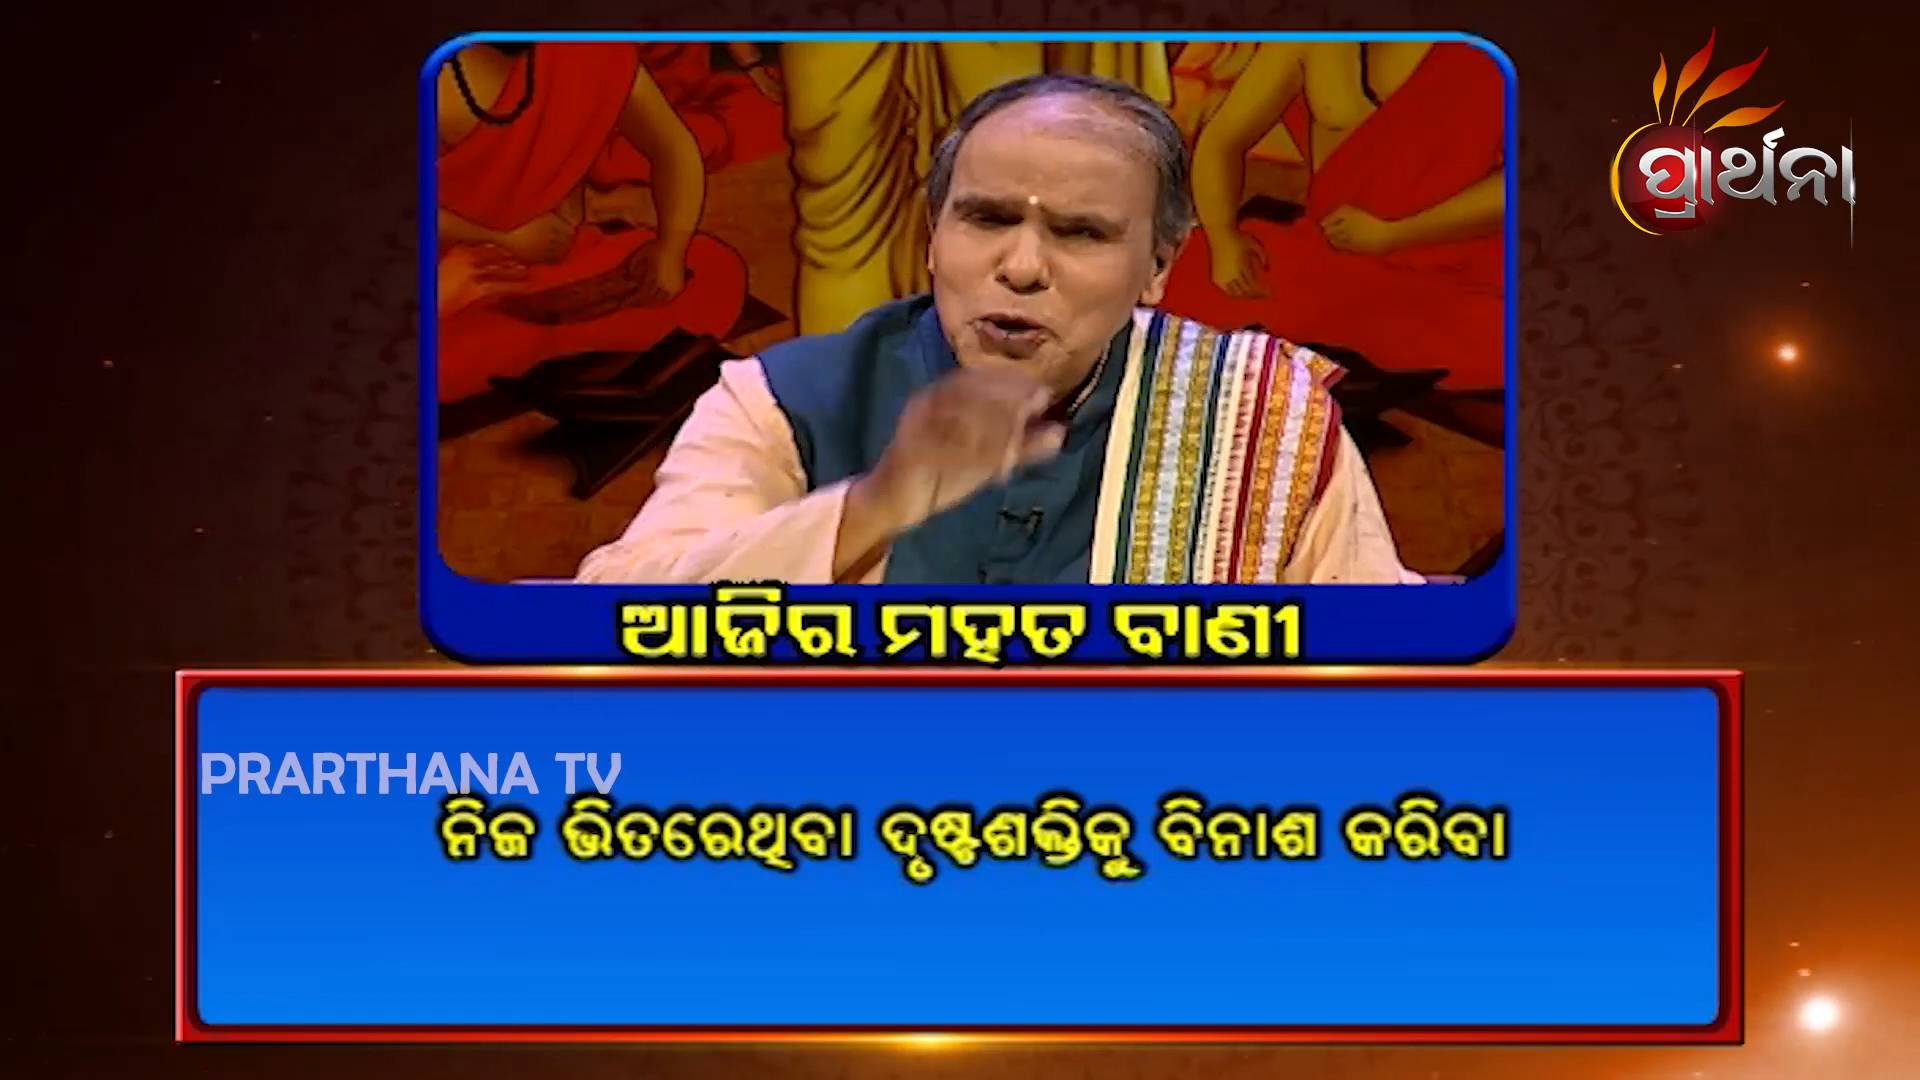 ପ୍ରାର୍ଥନା
ଆଜିର ମହତ ବାଣୀ
PRARTHANA TV
ନିଜ ଭିତରେଥିବା ଦୃଷ୍ଟଶକ୍ତିକୁ ବିନାଶ କରିବା